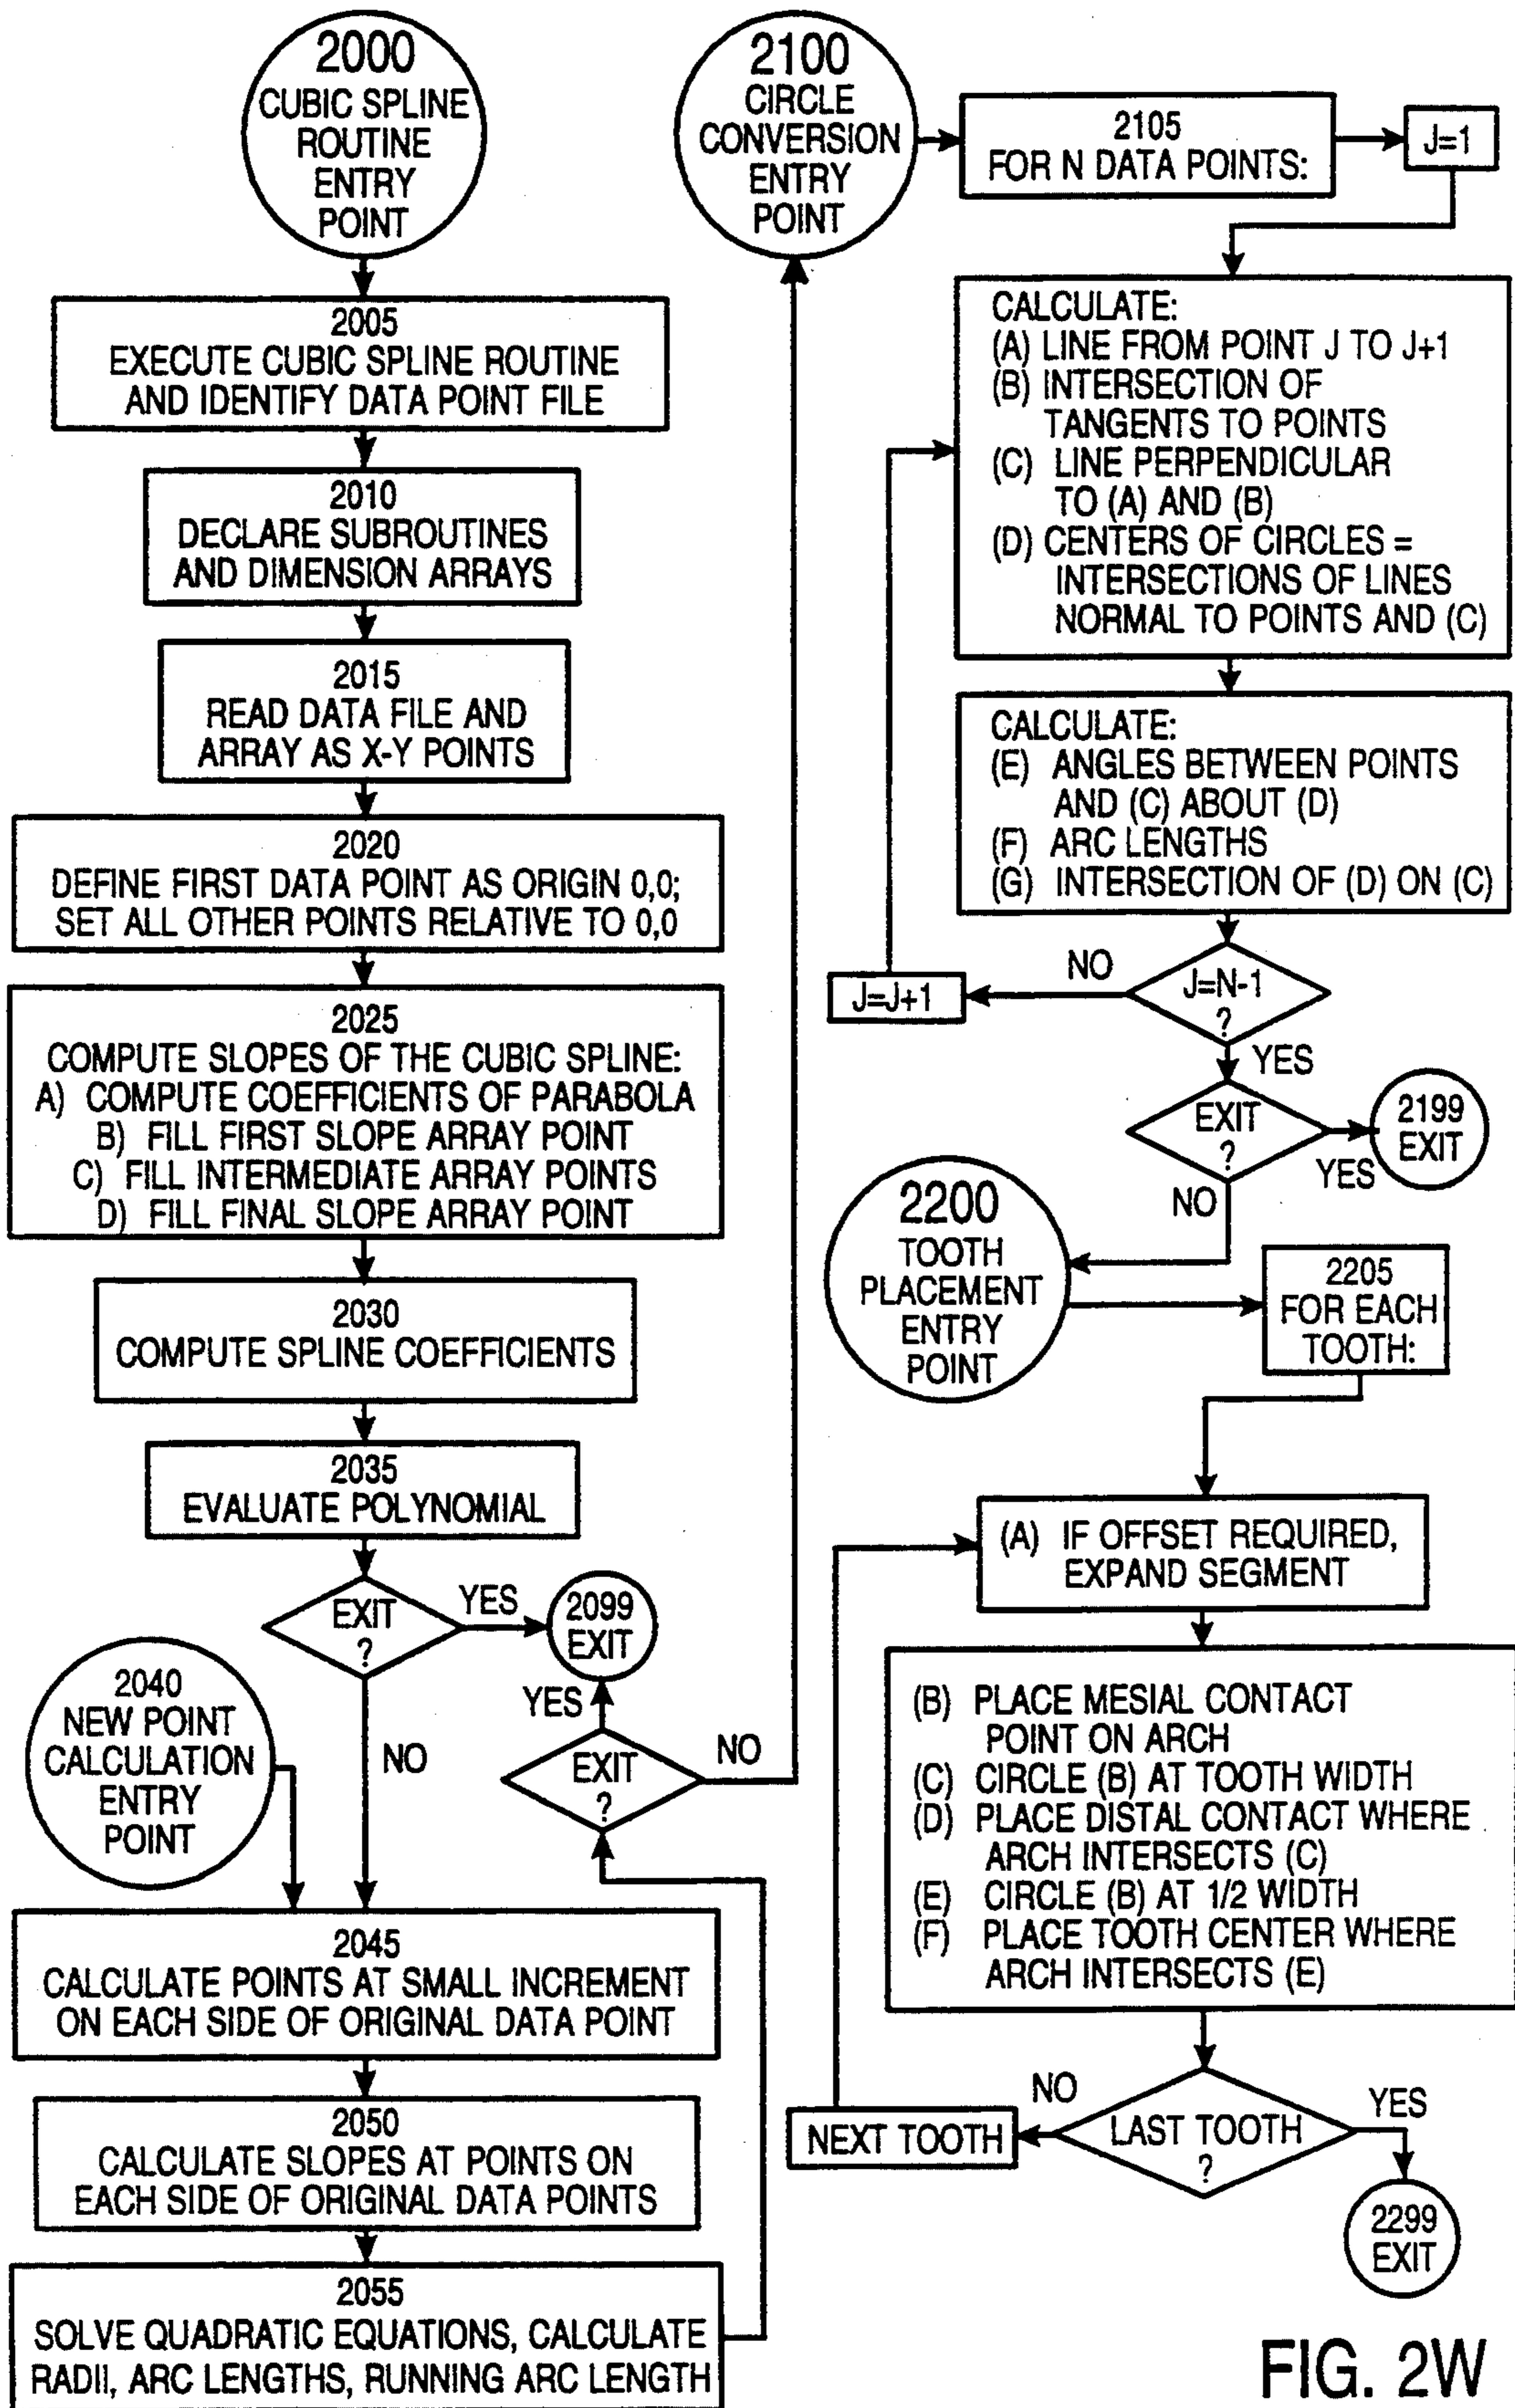 2000
CUBIC SPLINE
ROUTINE
ENTRY
POINT
2005
EXECUTE CUBIC SPLINE ROUTINE
AND IDENTIFY DATA POINT FILE
2010
DECLARE SUBROUTINES
AND DIMENSION ARRAYS
2015
READ DATA FILE AND
ARRAY AS X-Y POINTS
2020
DEFINE FIRST DATA POINT AS ORIGIN 0,0;
SET ALL OTHER POINTS RELATIVE TO 0,0
2025
COMPUTE SLOPES OF THE CUBIC SPLINE:
A) COMPUTE COEFFICIENTS OF PARABOLA
B) FILL FIRST SLOPE ARRAY POINT
C) FILL INTERMEDIATE ARRAY POINTS
D) FILL FINAL SLOPE ARRAY POINT
2030
COMPUTE SPLINE COEFFICIENTS
2035
EVALUATE POLYNOMIAL
EXIT
?
YES
2099
EXIT
NO
2040
NEW POINT
CALCULATION
ENTRY
POINT
2045
CALCULATE POINTS AT SMALL INCREMENT
ON EACH SIDE OF ORIGINAL DATA POINT
2050
CALCULATE SLOPES AT POINTS ON
EACH SIDE OF ORIGINAL DATA POINTS
2055
SOLVE QUADRATIC EQUATIONS, CALCULATE
RADII, ARC LENGTHS, RUNNING ARC LENGTH
YES
EXIT
?
NO
2100
CIRCLE
CONVERSION
ENTRY
POINT
2105
FOR N DATA POINTS:
J=1
CALCULATE:
(A) LINE FROM POINT J TO J+1
(B) INTERSECTION OF
TANGENTS TO POINTS
(C) LINE PERPENDICULAR
TO (A) AND (B)
(D) CENTERS OF CIRCLES =
INTERSECTIONS OF LINES
NORMAL TO POINTS AND (C)
CALCULATE:
(E) ANGLES BETWEEN POINTS
AND (C) ABOUT (D)
(F) ARC LENGTHS
(G) INTERSECTION OF (D) ON (C)
J=N-1
?
NO
J=J+1
YES
EXIT
?
YES
2199
EXIT
NO
2200
TOOTH
PLACEMENT
ENTRY
POINT
2205
FOR EACH
TOOTH:
(A) IF OFFSET REQUIRED,
EXPAND SEGMENT
(B) PLACE MESIAL CONTACT
POINT ON ARCH
(C) CIRCLE (B) AT TOOTH WIDTH
(D) PLACE DISTAL CONTACT WHERE
ARCH INTERSECTS (C)
(E) CIRCLE (B) AT 1/2 WIDTH
(F) PLACE TOOTH CENTER WHERE
ARCH INTERSECTS (E)
LAST TOOTH
?
NO
NEXT TOOTH
YES
2299
EXIT
FIG. 2W